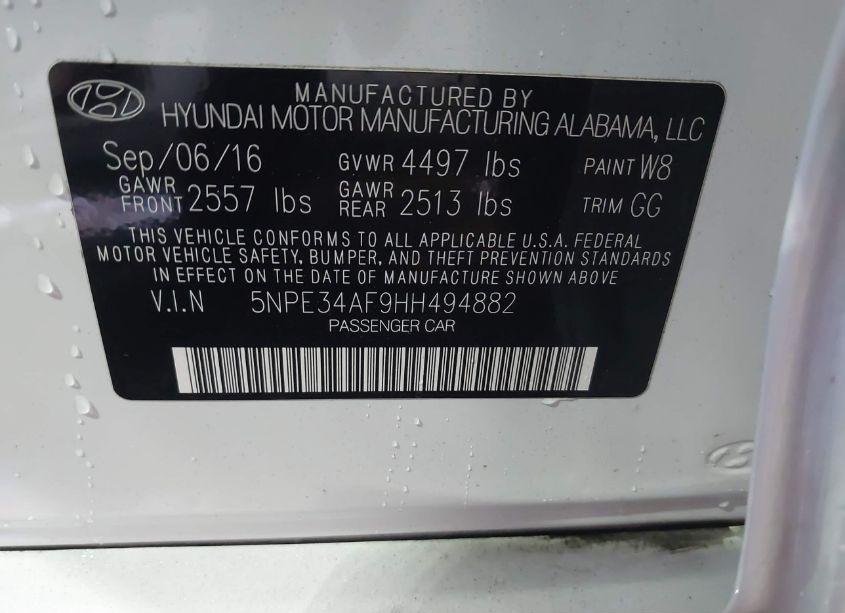 MANUFACTURED BY
HYUNDAI MOTOR MANUFACTURING ALABAMA, LLC
Sep/06/16 GVWR 4497 lbs PAINT W8
GAWR FRONT 2557 lbs GAWR REAR 2513 lbs TRIM GG
THIS VEHICLE CONFORMS TO ALL APPLICABLE U.S.A. FEDERAL
MOTOR VEHICLE SAFETY, BUMPER, AND THEFT PREVENTION STANDARDS
IN EFFECT ON THE DATE OF MANUFACTURE SHOWN ABOVE
V.I.N 5NPE34AF9HH494882
PASSENGER CAR